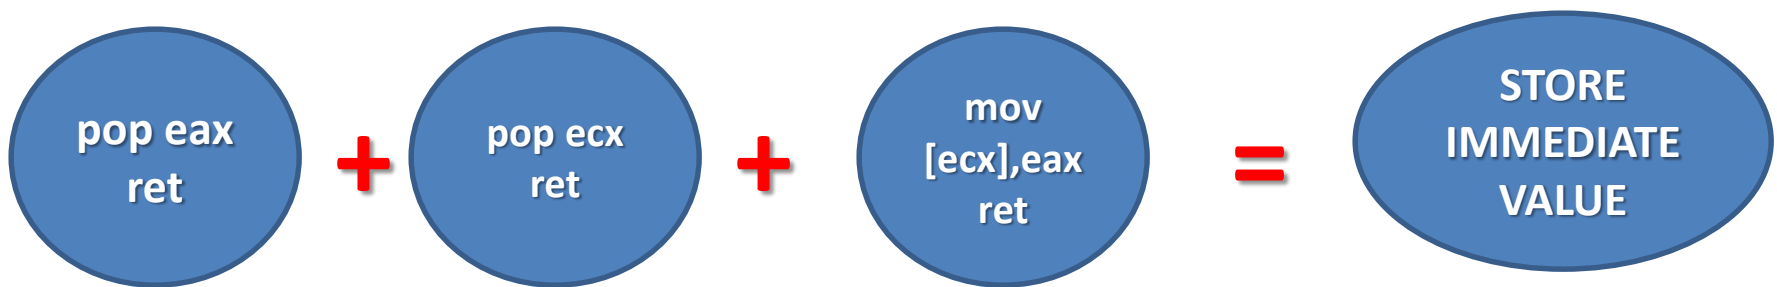 pop eax
ret
+
pop ecx
ret
+
mov
[ecx],eax
ret
=
STORE
IMMEDIATE
VALUE